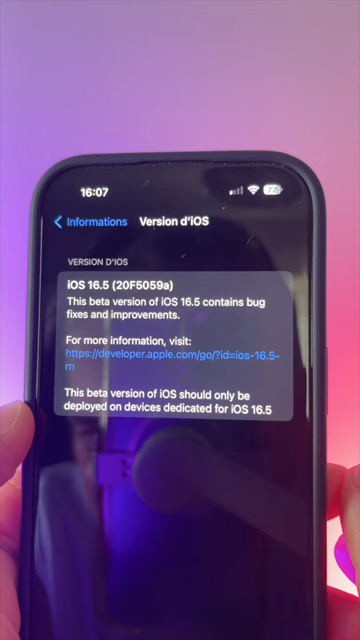 16:07
72
Informations
Version d'iOS
VERSION D'IOS
iOS 16.5 (20F5059a)
This beta version of iOS 16.5 contains bug
fixes and improvements.
For more information, visit:
https://developer.apple.com/go/?id=ios-16.5-
rn
This beta version of iOS should only be
deployed on devices dedicated for iOS 16.5